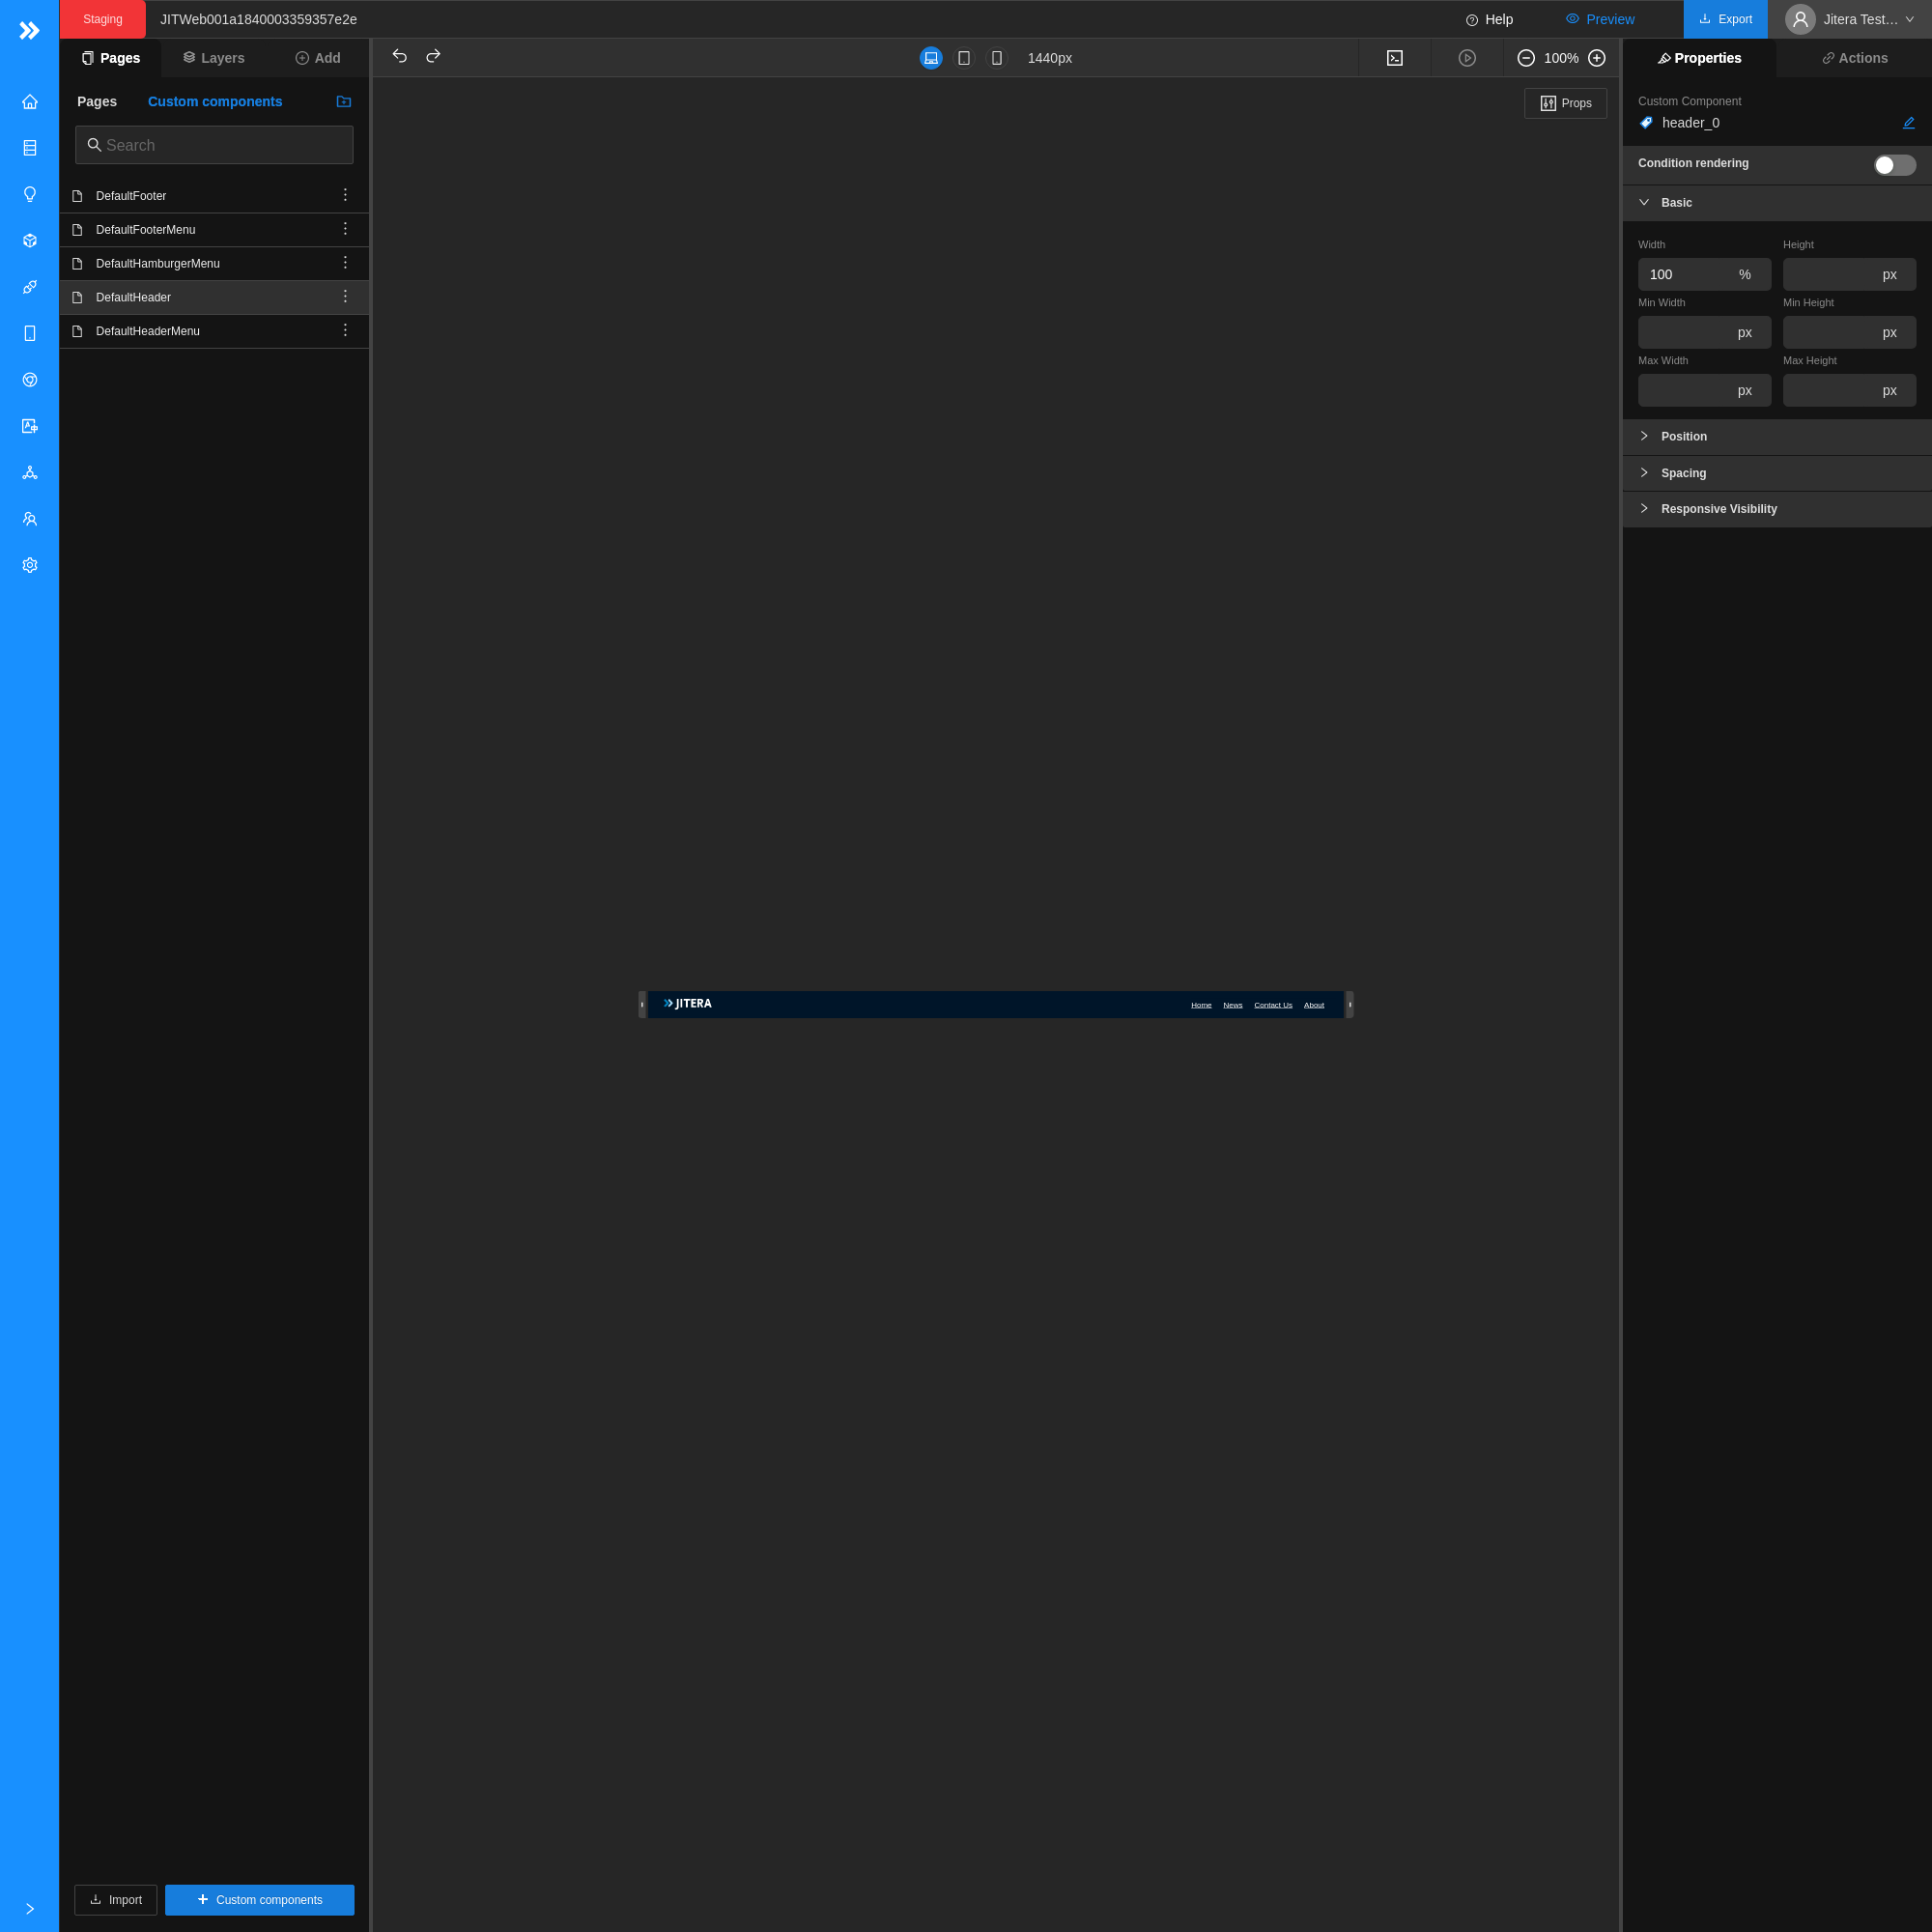 Staging
JITWeb001a1840003359357e2e
Help
Preview
Export
Jitera Test...
Pages
Layers
Add
1440px
100%
Properties
Actions
Pages
Custom components
Search
DefaultFooter
DefaultFooterMenu
DefaultHamburgerMenu
DefaultHeader
DefaultHeaderMenu
Import
Custom components
Props
JITERA
Home
News
Contact Us
About
Custom Component
header_0
Condition rendering
Basic
Width
Height
100 %
px
Min Width
Min Height
px
px
Max Width
Max Height
px
px
Position
Spacing
Responsive Visibility